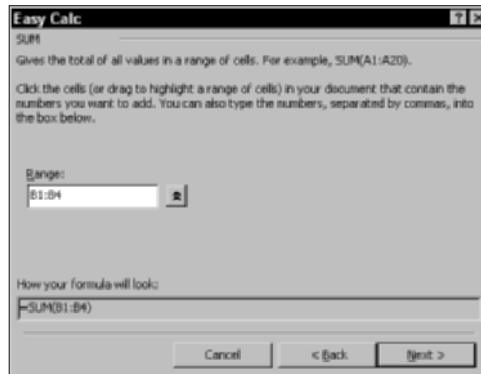 Easy Calc
SUM
Gives the total of all values in a range of cells. For example, SUM(A1:A20).
Click the cells (or drag to highlight a range of cells) in your document that contain the
numbers you want to add. You can also type the numbers, separated by commas, into
the box below.
Range:
B1:B4
How your formula will look:
=SUM(B1:B4)
Cancel
< Back
Next >